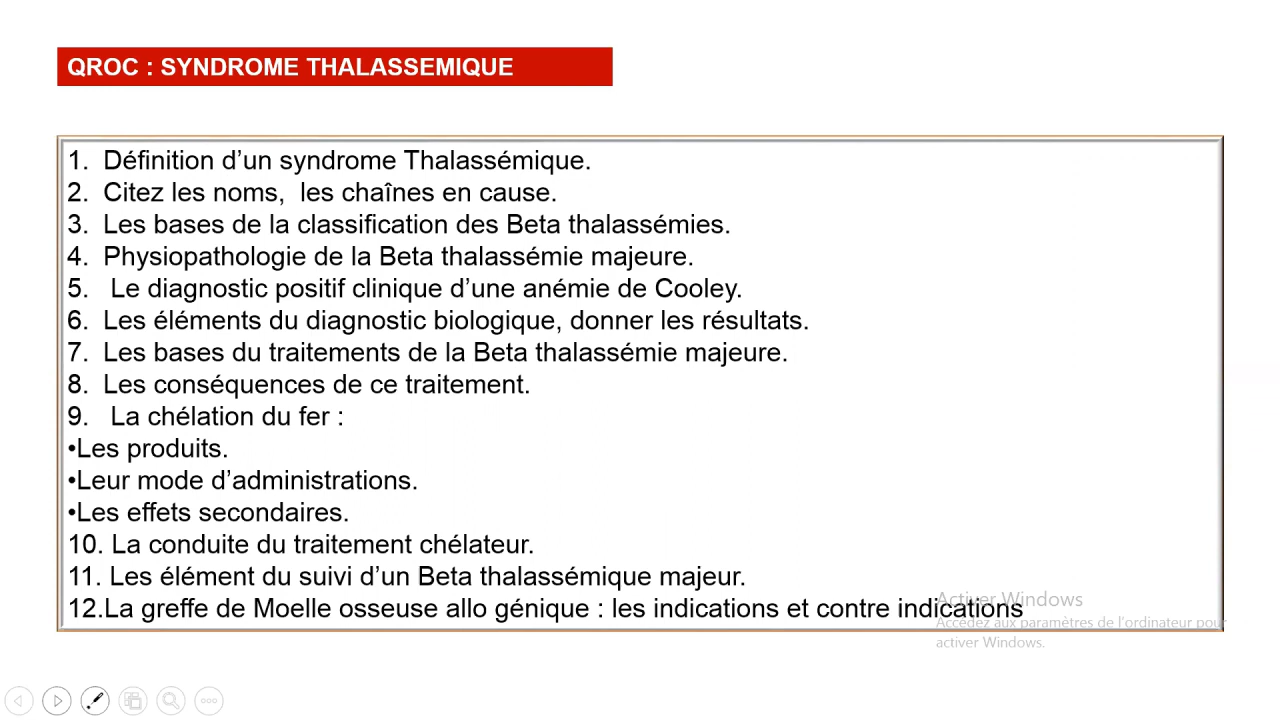 QROC : SYNDROME THALASSEMIQUE
1. Définition d’un syndrome Thalassémique.
2. Citez les noms, les chaînes en cause.
3. Les bases de la classification des Beta thalassémies.
4. Physiopathologie de la Beta thalassémie majeure.
5. Le diagnostic positif clinique d’une anémie de Cooley.
6. Les éléments du diagnostic biologique, donner les résultats.
7. Les bases du traitements de la Beta thalassémie majeure.
8. Les conséquences de ce traitement.
9. La chélation du fer :
•Les produits.
•Leur mode d’administrations.
•Les effets secondaires.
10. La conduite du traitement chélateur.
11. Les élément du suivi d’un Beta thalassémique majeur.
12.La greffe de Moelle osseuse allo génique : les indications et contre indications
Activer Windows
Accédez aux paramètres de l'ordinateur pour
activer Windows.